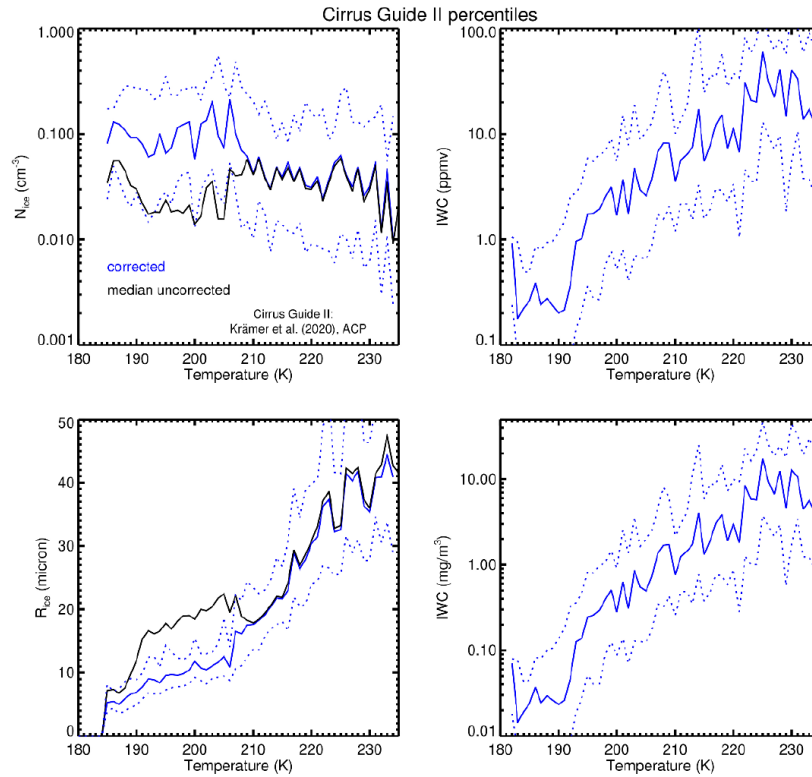 Cirrus Guide II percentiles
1.000
0.100
0.010
0.001
N_ice (cm⁻³)
corrected
median uncorrected
Cirrus Guide II:
Krämer et al. (2020), ACP
180 190 200 210 220 230
Temperature (K)
100.0
10.0
1.0
0.1
IWC (ppmv)
180 190 200 210 220 230
Temperature (K)
50
40
30
20
10
0
R_ice (micron)
180 190 200 210 220 230
Temperature (K)
10.00
1.00
0.10
0.01
IWC (mg/m³)
180 190 200 210 220 230
Temperature (K)